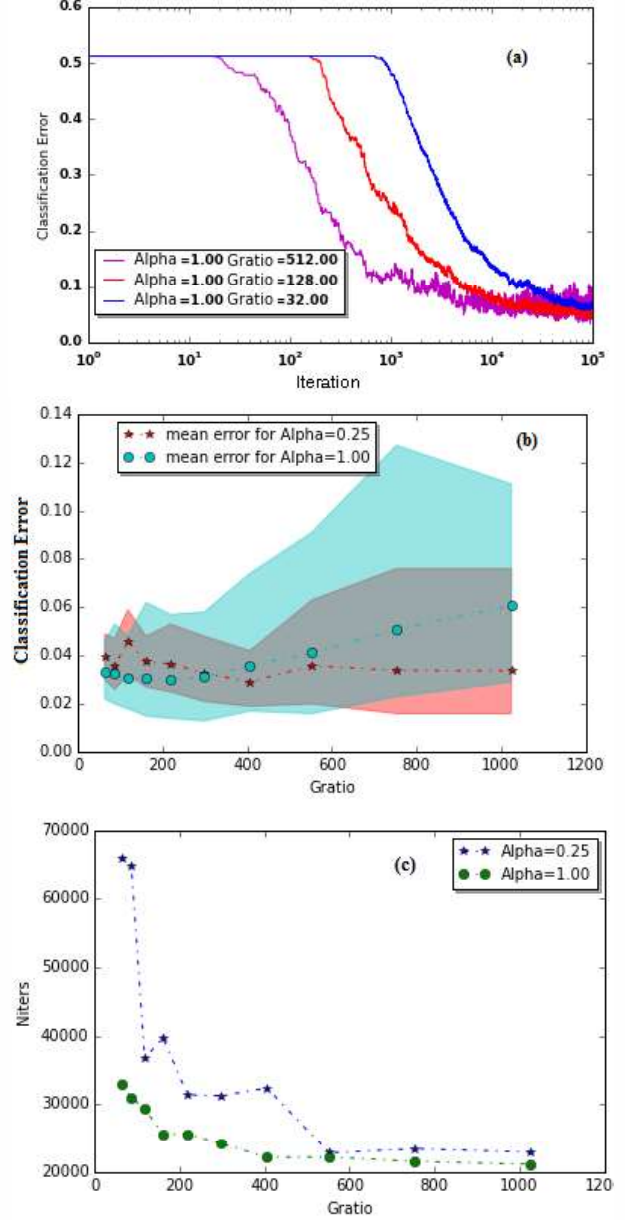 0.6
(a)
0.5
0.4
0.3
0.2
0.1
0.0
Classification Error
Alpha=1.00 Gratio=512.00
Alpha=1.00 Gratio=128.00
Alpha=1.00 Gratio=32.00
10⁰ 10¹ 10² 10³ 10⁴ 10⁵
Iteration
0.14
mean error for Alpha=0.25
mean error for Alpha=1.00
(b)
0.12
0.10
0.08
0.06
0.04
0.02
0.00
Classification Error
0 200 400 600 800 1000 1200
Gratio
70000
Alpha=0.25
Alpha=1.00
(c)
60000
50000
40000
30000
20000
Niters
0 200 400 600 800 1000 120
Gratio